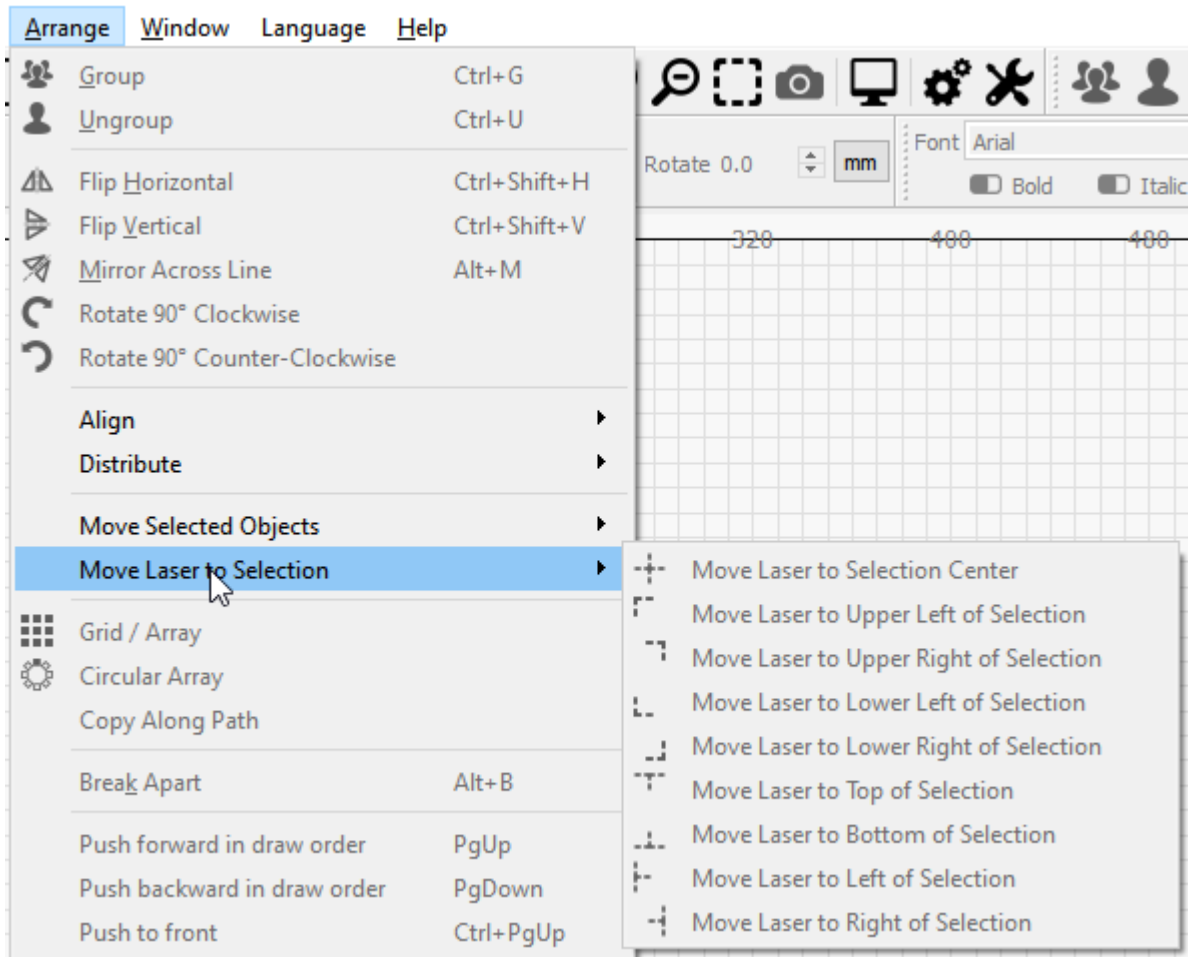 Arrange Window Language Help
Group Ctrl+G
Ungroup Ctrl+U
Flip Horizontal Ctrl+Shift+H
Flip Vertical Ctrl+Shift+V
Mirror Across Line Alt+M
Rotate 90° Clockwise
Rotate 90° Counter-Clockwise
Align
Distribute
Move Selected Objects
Move Laser to Selection
Grid / Array
Circular Array
Copy Along Path
Break Apart Alt+B
Push forward in draw order PgUp
Push backward in draw order PgDown
Push to front Ctrl+PgUp
Rotate 0.0 mm
Font Arial
Bold Italic
320 400 480
Move Laser to Selection Center
Move Laser to Upper Left of Selection
Move Laser to Upper Right of Selection
Move Laser to Lower Left of Selection
Move Laser to Lower Right of Selection
Move Laser to Top of Selection
Move Laser to Bottom of Selection
Move Laser to Left of Selection
Move Laser to Right of Selection